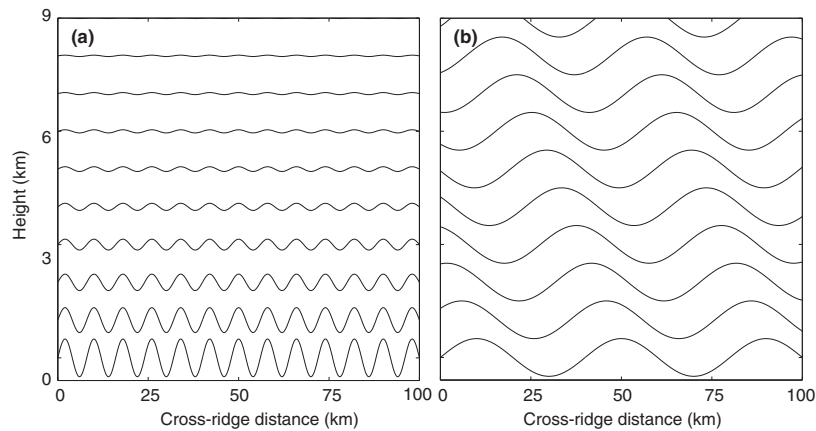 (a)
(b)
9
6
3
0
Height (km)
0 25 50 75 100
0 25 50 75 100
Cross-ridge distance (km)
Cross-ridge distance (km)